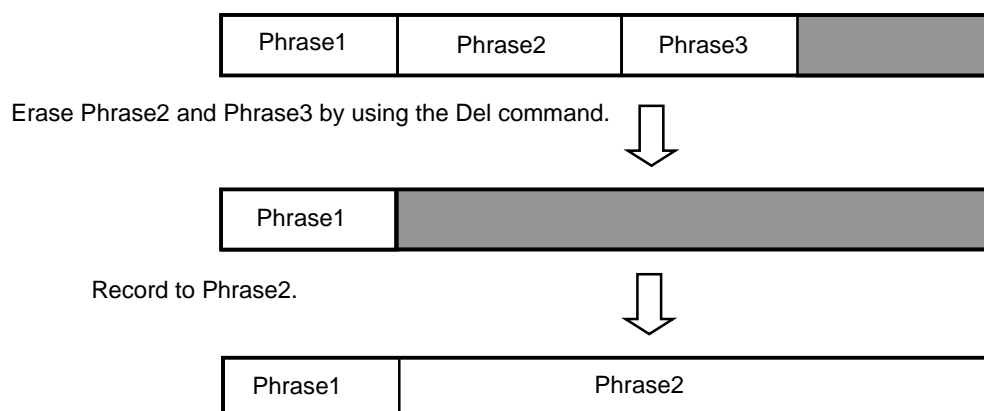 Phrase1 Phrase2 Phrase3
Erase Phrase2 and Phrase3 by using the Del command.
Phrase1
Record to Phrase2.
Phrase1 Phrase2